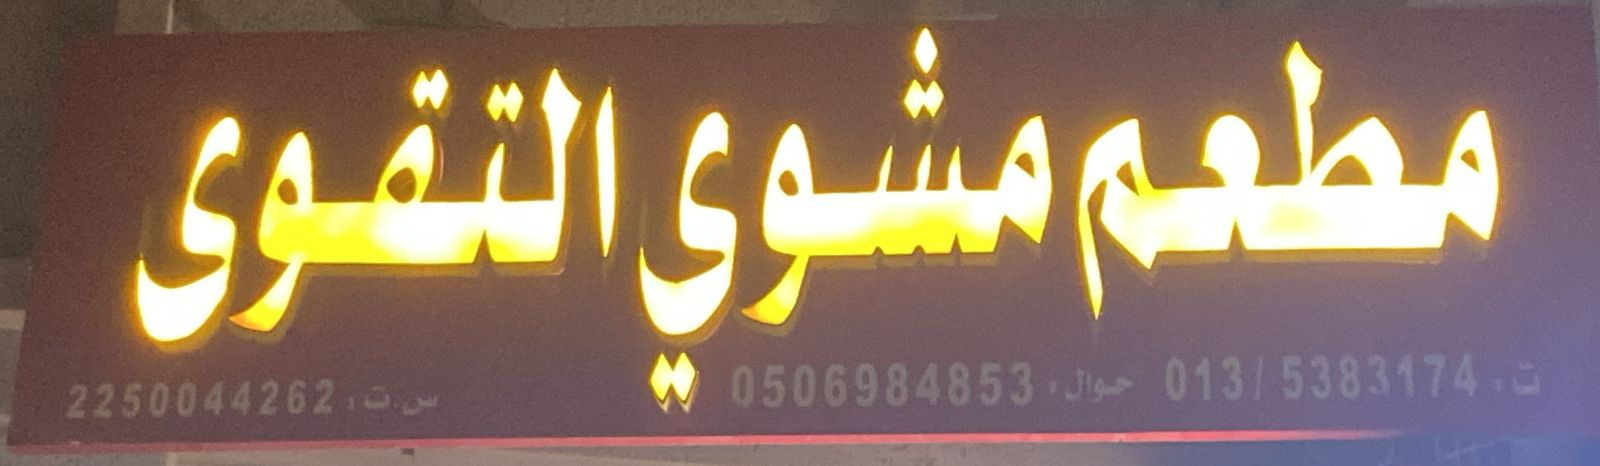 مطعم مشوي التقوى
ت: 013/5383174 جوال: 0506984853 س.ت: 2250044262